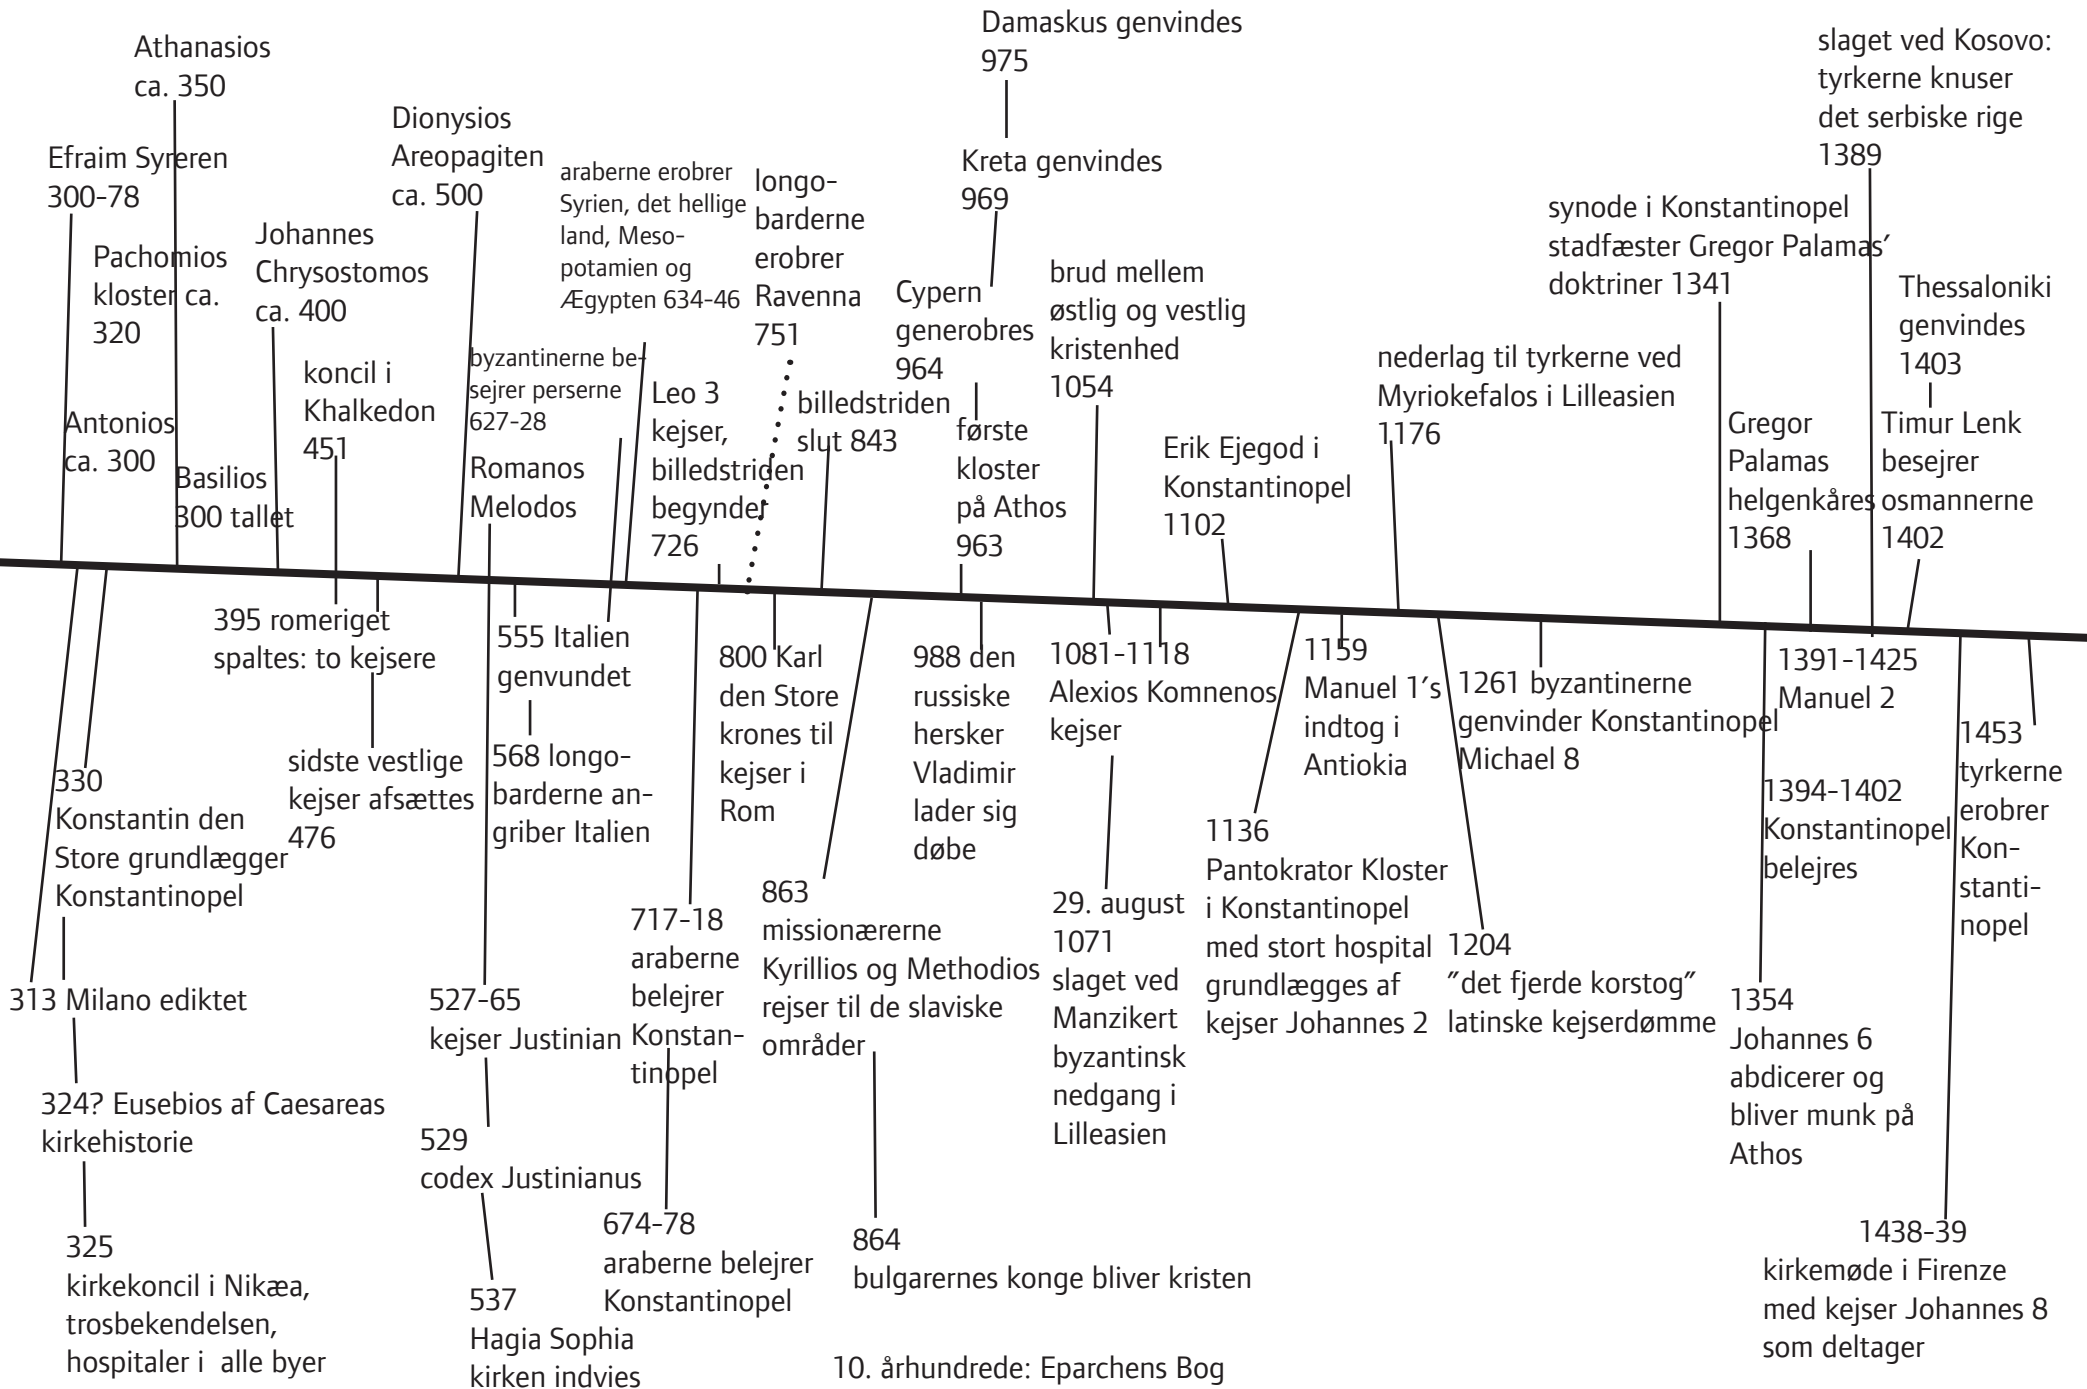 Athanasios
ca. 350
Efraim Syreren
300-78
Pachomios
kloster ca.
320
Antonios
ca. 300
Basilios
300 tallet
Johannes
Chrysostomos
ca. 400
koncil i
Khalkedon
451
Dionysios
Areopagiten
ca. 500
byzantinerne be-
sejrer perserne
627-28
Romanos
Melodos
araberne erobrer
Syrien, det hellige
land, Meso-
potamien og
Ægypten 634-46
Leo 3
kejser,
billedstriden
begynder
726
longo-
barderne
erobrer
Ravenna
751
billedstriden
slut 843
Damaskus genvindes
975
Kreta genvindes
969
Cypern
generobres
964
første
kloster
på Athos
963
brud mellem
østlig og vestlig
kristenhed
1054
Erik Ejegod i
Konstantinopel
1102
nederlag til tyrkerne ved
Myriokefalos i Lilleasien
1176
synode i Konstantinopel
stadfæster Gregor Palamas′
doktriner 1341
Gregor
Palamas
helgenkåres
1368
slaget ved Kosovo:
tyrkerne knuser
det serbiske rige
1389
Thessaloniki
genvindes
1403
Timur Lenk
besejrer
osmannerne
1402
330
Konstantin den
Store grundlægger
Konstantinopel
313 Milano ediktet
324? Eusebios af Caesareas
kirkehistorie
325
kirkekoncil i Nikæa,
trosbekendelsen,
hospitaler i  alle byer
395 romeriget
spaltes: to kejsere
sidste vestlige
kejser afsættes
476
555 Italien
genvundet
568 longo-
barderne an-
griber Italien
527-65
kejser Justinian
529
codex Justinianus
537
Hagia Sophia
kirken indvies
717-18
araberne
belejrer
Konstan-
tinopel
674-78
araberne belejrer
Konstantinopel
800 Karl
den Store
krones til
kejser i
Rom
863
missionærerne
Kyrillios og Methodios
rejser til de slaviske
områder
864
bulgarernes konge bliver kristen
10. århundrede: Eparchens Bog
988 den
russiske
hersker
Vladimir
lader sig
døbe
1081-1118
Alexios Komnenos
kejser
29. august
1071
slaget ved
Manzikert
byzantinsk
nedgang i
Lilleasien
1136
Pantokrator Kloster
i Konstantinopel
med stort hospital
grundlægges af
kejser Johannes 2
1159
Manuel 1′s
indtog i
Antiokia
1204
″det fjerde korstog″
latinske kejserdømme
1261 byzantinerne
genvinder Konstantinopel
Michael 8
1354
Johannes 6
abdicerer og
bliver munk på
Athos
1391-1425
Manuel 2
1394-1402
Konstantinopel
belejres
1438-39
kirkemøde i Firenze
med kejser Johannes 8
som deltager
1453
tyrkerne
erobrer
Kon-
stanti-
nopel